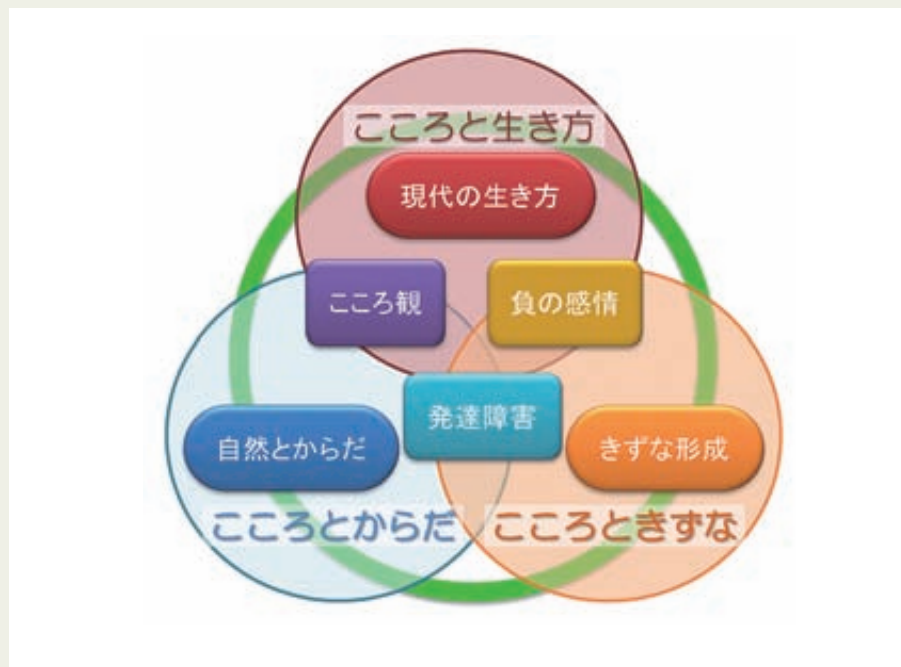 こころと生き方
現代の生き方
こころ観
負の感情
発達障害
自然とからだ
きずな形成
こころとからだ
こころときずな